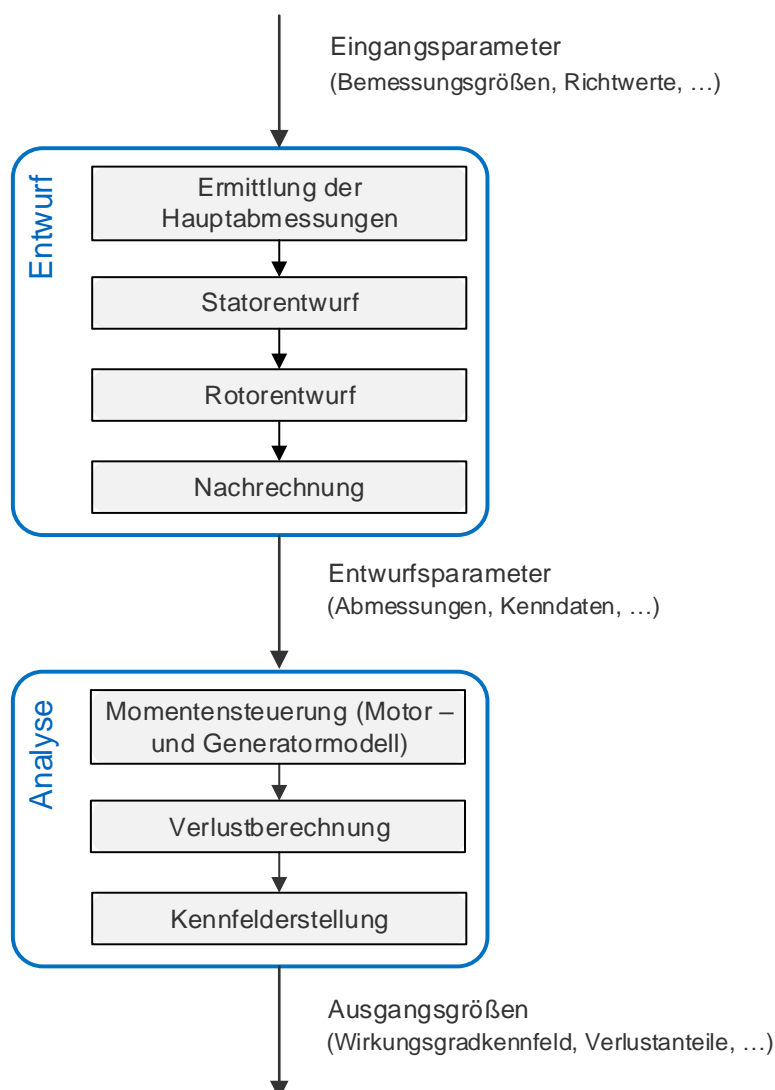 Eingangsparameter
(Bemessungsgrößen, Richtwerte, …)
Entwurf
Ermittlung der
Hauptabmessungen
Statorentwurf
Rotorentwurf
Nachrechnung
Entwurfsparameter
(Abmessungen, Kenndaten, …)
Analyse
Momentensteuerung (Motor –
und Generatormodell)
Verlustberechnung
Kennfelderstellung
Ausgangsgrößen
(Wirkungsgradkennfeld, Verlustanteile, …)